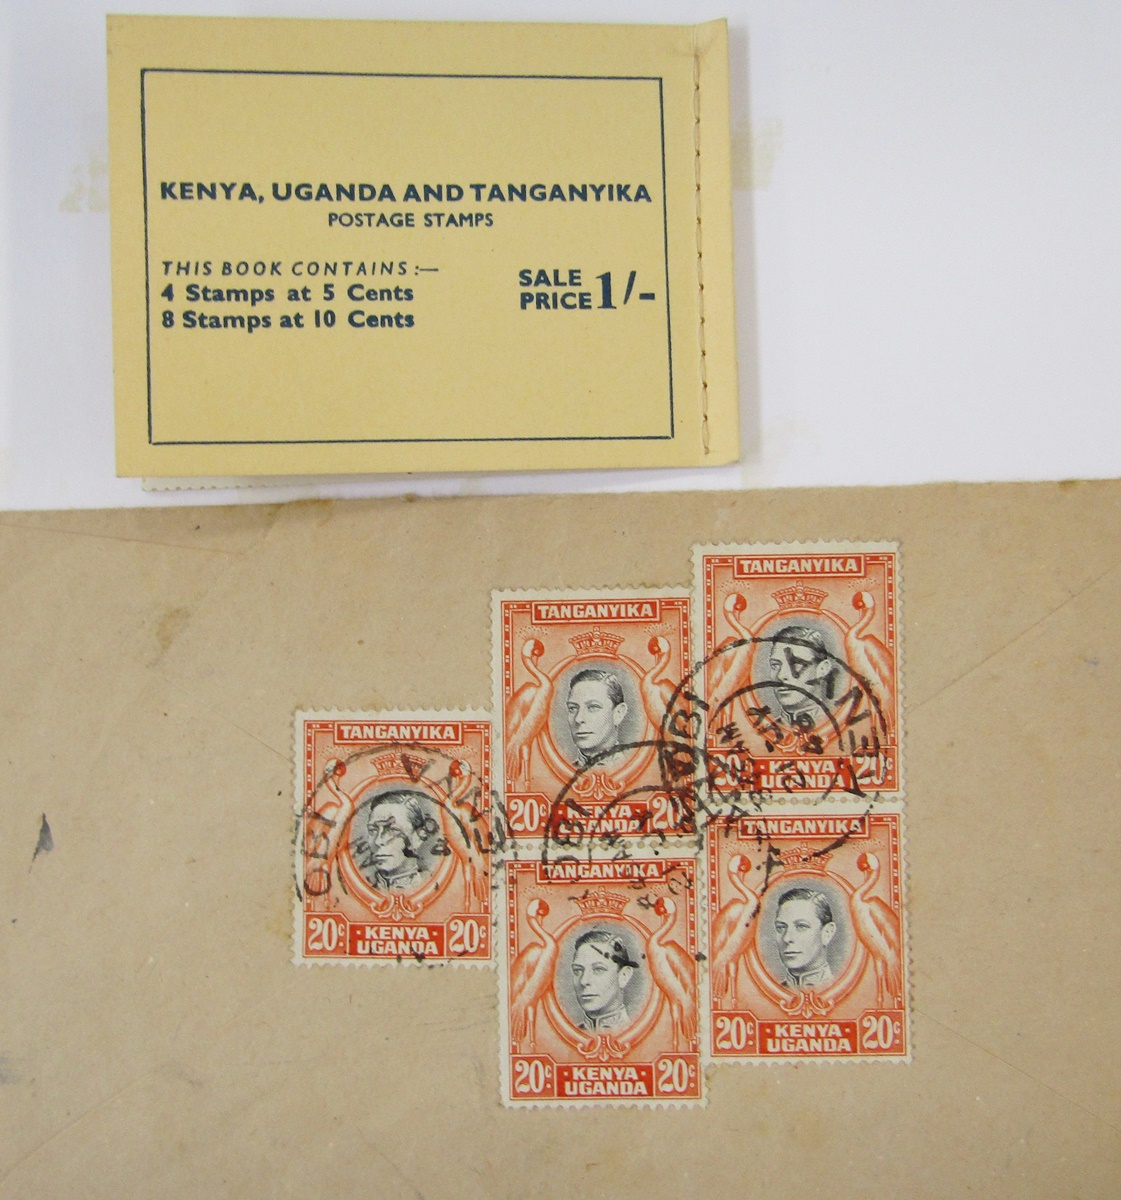 KENYA, UGANDA AND TANGANYIKA
POSTAGE STAMPS
THIS BOOK CONTAINS :—
4 Stamps at 5 Cents
8 Stamps at 10 Cents
SALE
PRICE 1/-
TANGANYIKA
20c KENYA UGANDA 20c
TANGANYIKA
20c · KENYA · UGANDA 20c
TANGANYIKA
20c · KENYA · UGANDA 20c
TANGANYIKA
20c · KENYA · UGANDA 20c
TANGANYIKA
20c · KENYA · UGANDA 20c
OBI
KENYA